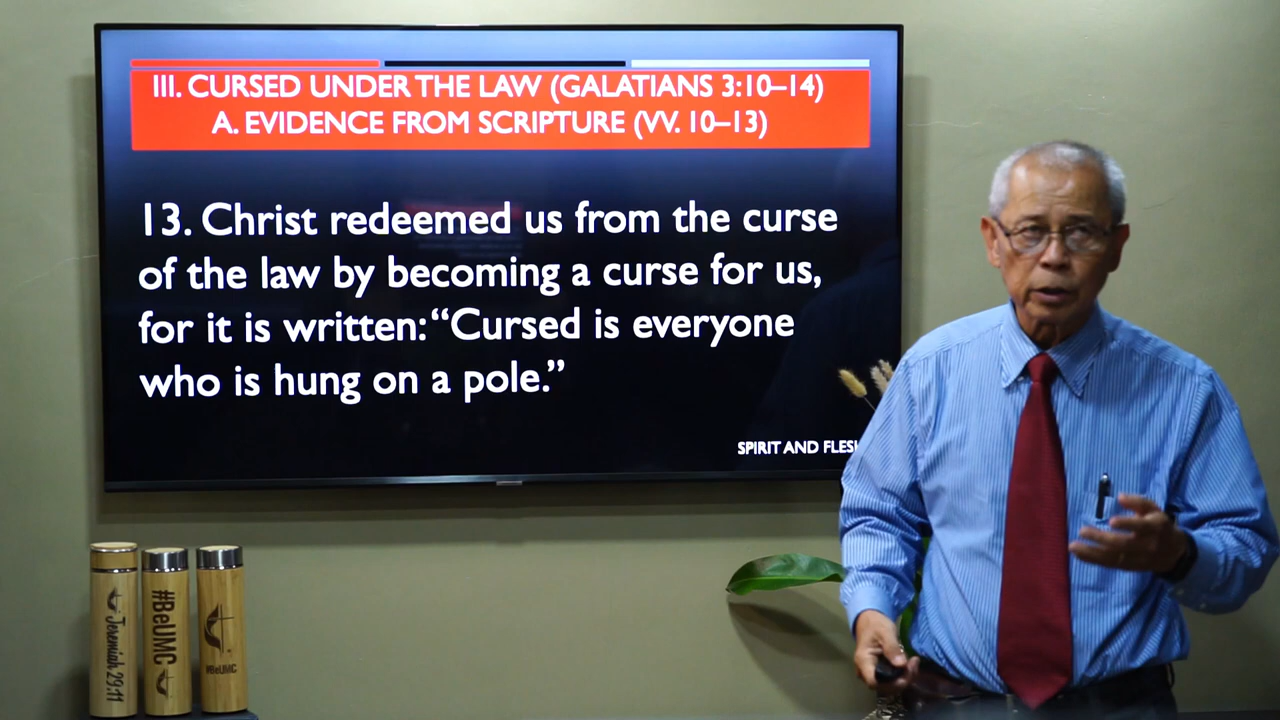 III. CURSED UNDER THE LAW (GALATIANS 3:10–14)
A. EVIDENCE FROM SCRIPTURE (VV. 10–13)
13. Christ redeemed us from the curse
of the law by becoming a curse for us,
for it is written: “Cursed is everyone
who is hung on a pole.”
SPIRIT AND FLESH
Jeremiah 29:11
#BeUMC
#BeUMC